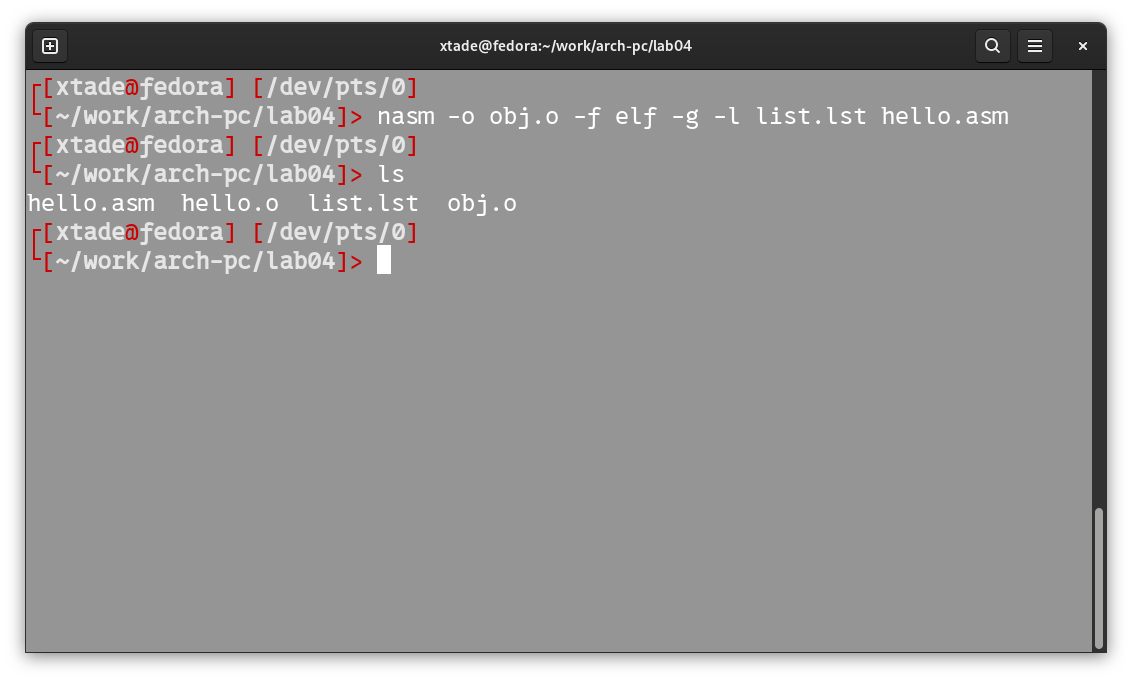 xtade@fedora:~/work/arch-pc/lab04
[xtade@fedora] [/dev/pts/0]
[~/work/arch-pc/lab04]> nasm -o obj.o -f elf -g -l list.lst hello.asm
[xtade@fedora] [/dev/pts/0]
[~/work/arch-pc/lab04]> ls
hello.asm  hello.o  list.lst  obj.o
[xtade@fedora] [/dev/pts/0]
[~/work/arch-pc/lab04]>